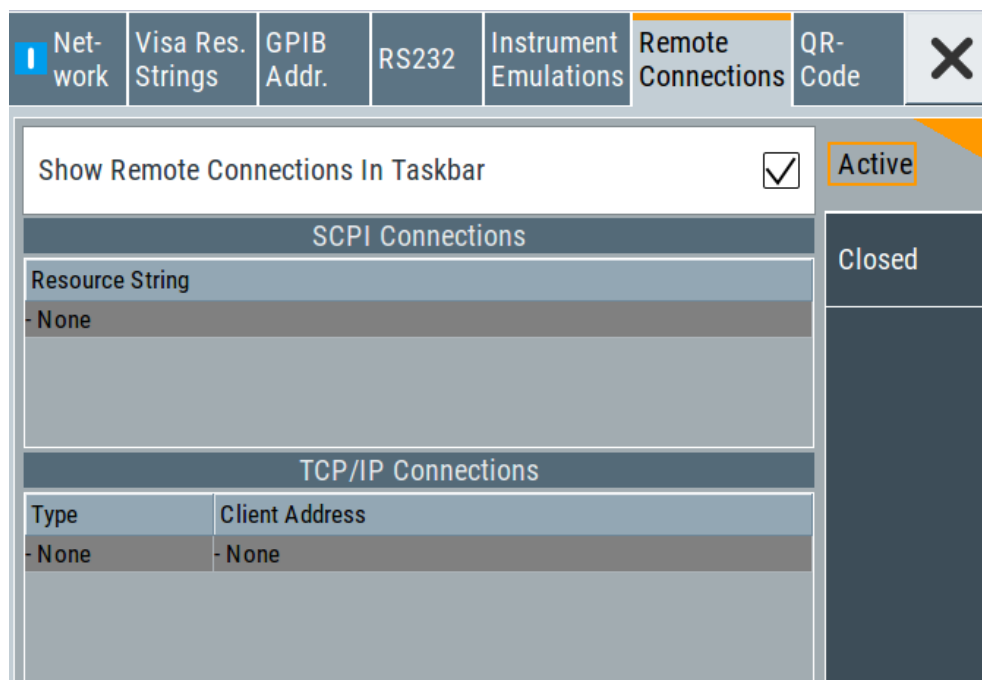 Net-
work
Visa Res.
Strings
GPIB
Addr.
RS232
Instrument
Emulations
Remote
Connections
QR-
Code
Show Remote Connections In Taskbar
Active
Closed
SCPI Connections
Resource String
- None
TCP/IP Connections
Type Client Address
- None - None